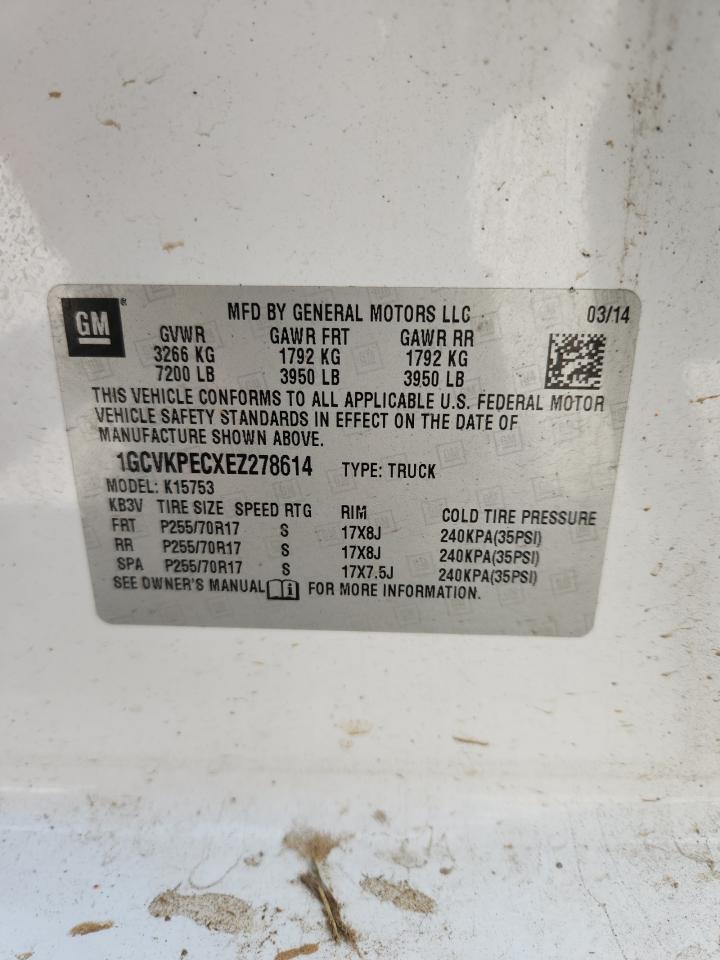 GM®
MFD BY GENERAL MOTORS LLC 03/14
GVWR GAWR FRT GAWR RR
3266 KG 1792 KG 1792 KG
7200 LB 3950 LB 3950 LB
THIS VEHICLE CONFORMS TO ALL APPLICABLE U.S. FEDERAL MOTOR
VEHICLE SAFETY STANDARDS IN EFFECT ON THE DATE OF
MANUFACTURE SHOWN ABOVE.
1GCVKPECXEZ278614 TYPE: TRUCK
MODEL: K15753
KB3V TIRE SIZE SPEED RTG RIM COLD TIRE PRESSURE
FRT P255/70R17 S 17X8J 240KPA(35PSI)
RR P255/70R17 S 17X8J 240KPA(35PSI)
SPA P255/70R17 S 17X7.5J 240KPA(35PSI)
SEE OWNER'S MANUAL FOR MORE INFORMATION.